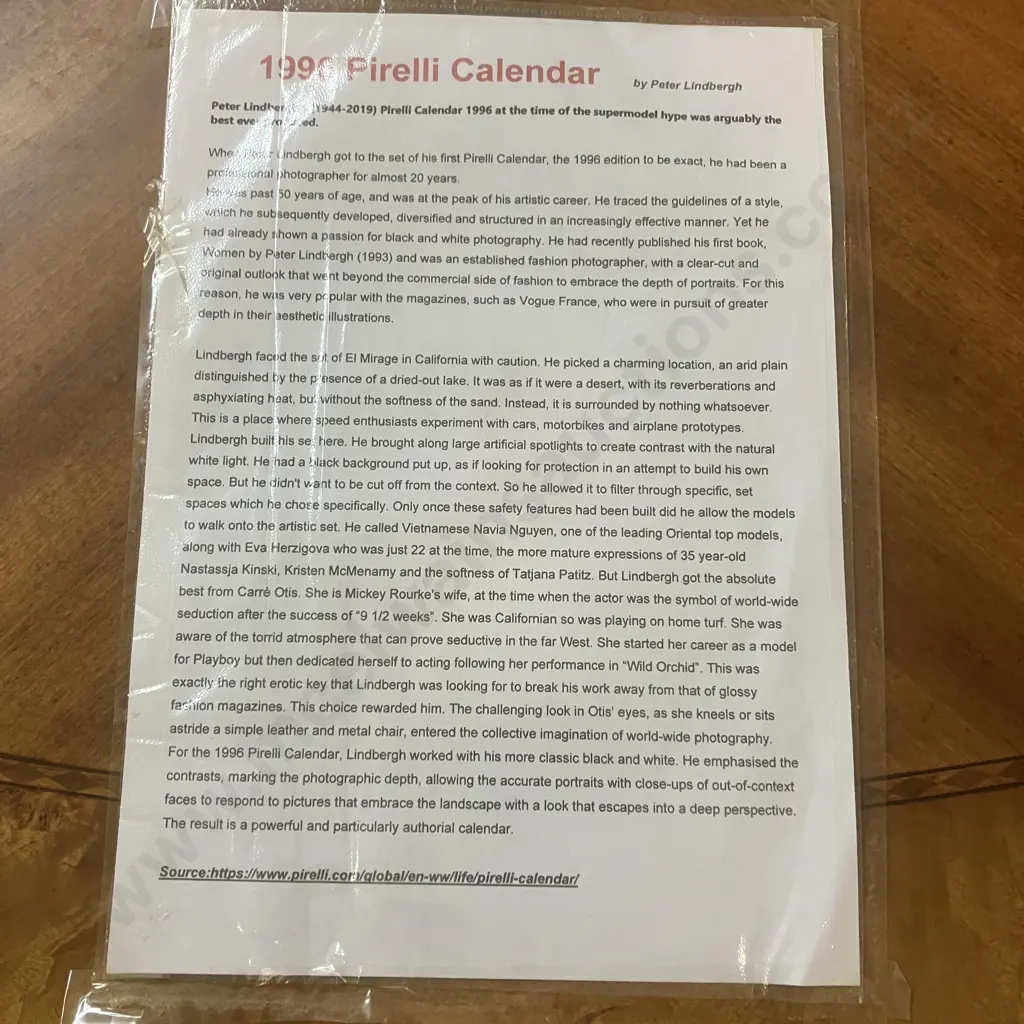 1996 Pirelli Calendar by Peter Lindbergh
Peter Lindbergh's (1944-2019) Pirelli Calendar 1996 at the time of the supermodel hype was arguably the
best ever produced.
When Peter Lindbergh got to the set of his first Pirelli Calendar, the 1996 edition to be exact, he had been a
professional photographer for almost 20 years.
He was past 50 years of age, and was at the peak of his artistic career. He traced the guidelines of a style,
which he subsequently developed, diversified and structured in an increasingly effective manner. Yet he
had already shown a passion for black and white photography. He had recently published his first book,
Women by Peter Lindbergh (1993) and was an established fashion photographer, with a clear-cut and
original outlook that went beyond the commercial side of fashion to embrace the depth of portraits. For this
reason, he was very popular with the magazines, such as Vogue France, who were in pursuit of greater
depth in their aesthetic illustrations.
Lindbergh faced the set of El Mirage in California with caution. He picked a charming location, an arid plain
distinguished by the presence of a dried-out lake. It was as if it were a desert, with its reverberations and
asphyxiating heat, but without the softness of the sand. Instead, it is surrounded by nothing whatsoever.
This is a place where speed enthusiasts experiment with cars, motorbikes and airplane prototypes.
Lindbergh built his set here. He brought along large artificial spotlights to create contrast with the natural
white light. He had a black background put up, as if looking for protection in an attempt to build his own
space. But he didn't want to be cut off from the context. So he allowed it to filter through specific, set
spaces which he chose specifically. Only once these safety features had been built did he allow the models
to walk onto the artistic set. He called Vietnamese Navia Nguyen, one of the leading Oriental top models,
along with Eva Herzigova who was just 22 at the time, the more mature expressions of 35 year-old
Nastassja Kinski, Kristen McMenamy and the softness of Tatjana Patitz. But Lindbergh got the absolute
best from Carré Otis. She is Mickey Rourke's wife, at the time when the actor was the symbol of world-wide
seduction after the success of "9 1/2 weeks". She was Californian so was playing on home turf. She was
aware of the torrid atmosphere that can prove seductive in the far West. She started her career as a model
for Playboy but then dedicated herself to acting following her performance in "Wild Orchid". This was
exactly the right erotic key that Lindbergh was looking for to break his work away from that of glossy
fashion magazines. This choice rewarded him. The challenging look in Otis' eyes, as she kneels or sits
astride a simple leather and metal chair, entered the collective imagination of world-wide photography.
For the 1996 Pirelli Calendar, Lindbergh worked with his more classic black and white. He emphasised the
contrasts, marking the photographic depth, allowing the accurate portraits with close-ups of out-of-context
faces to respond to pictures that embrace the landscape with a look that escapes into a deep perspective.
The result is a powerful and particularly authorial calendar.
Source:https://www.pirelli.com/global/en-ww/life/pirelli-calendar/